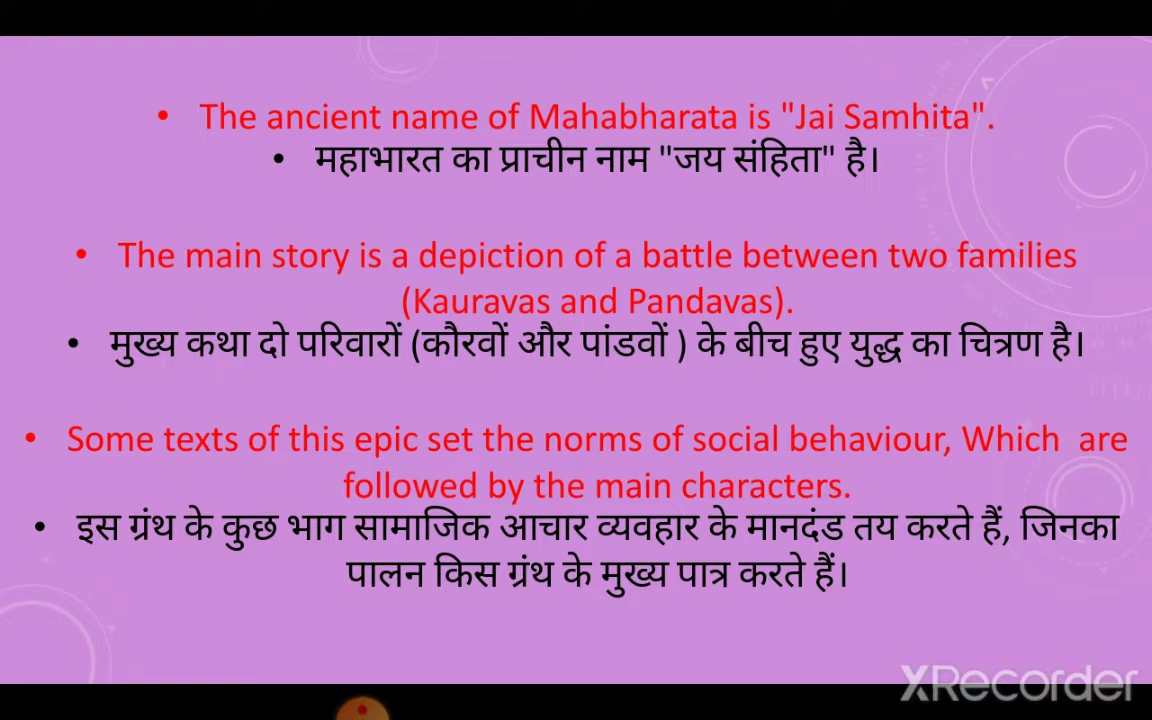 • The ancient name of Mahabharata is "Jai Samhita".
• महाभारत का प्राचीन नाम "जय संहिता" है।
• The main story is a depiction of a battle between two families
(Kauravas and Pandavas).
• मुख्य कथा दो परिवारों (कौरवों और पांडवों ) के बीच हुए युद्ध का चित्रण है।
• Some texts of this epic set the norms of social behaviour, Which are
followed by the main characters.
• इस ग्रंथ के कुछ भाग सामाजिक आचार व्यवहार के मानदंड तय करते हैं, जिनका
पालन किस ग्रंथ के मुख्य पात्र करते हैं।
XRecorder